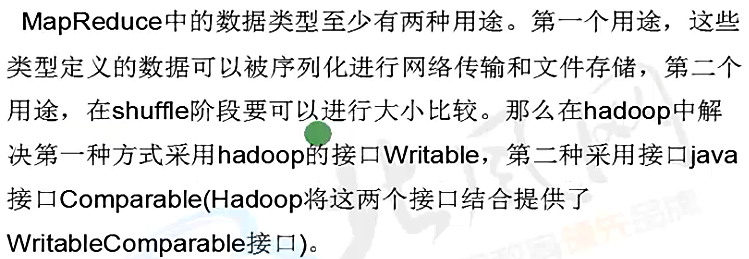 MapReduce中的数据类型至少有两种用途。第一个用途，这些
类型定义的数据可以被序列化进行网络传输和文件存储，第二个
用途，在shuffle阶段要可以进行大小比较。那么在hadoop中解
决第一种方式采用hadoop的接口Writable，第二种采用接口java
接口Comparable(Hadoop将这两个接口结合提供了
WritableComparable接口)。